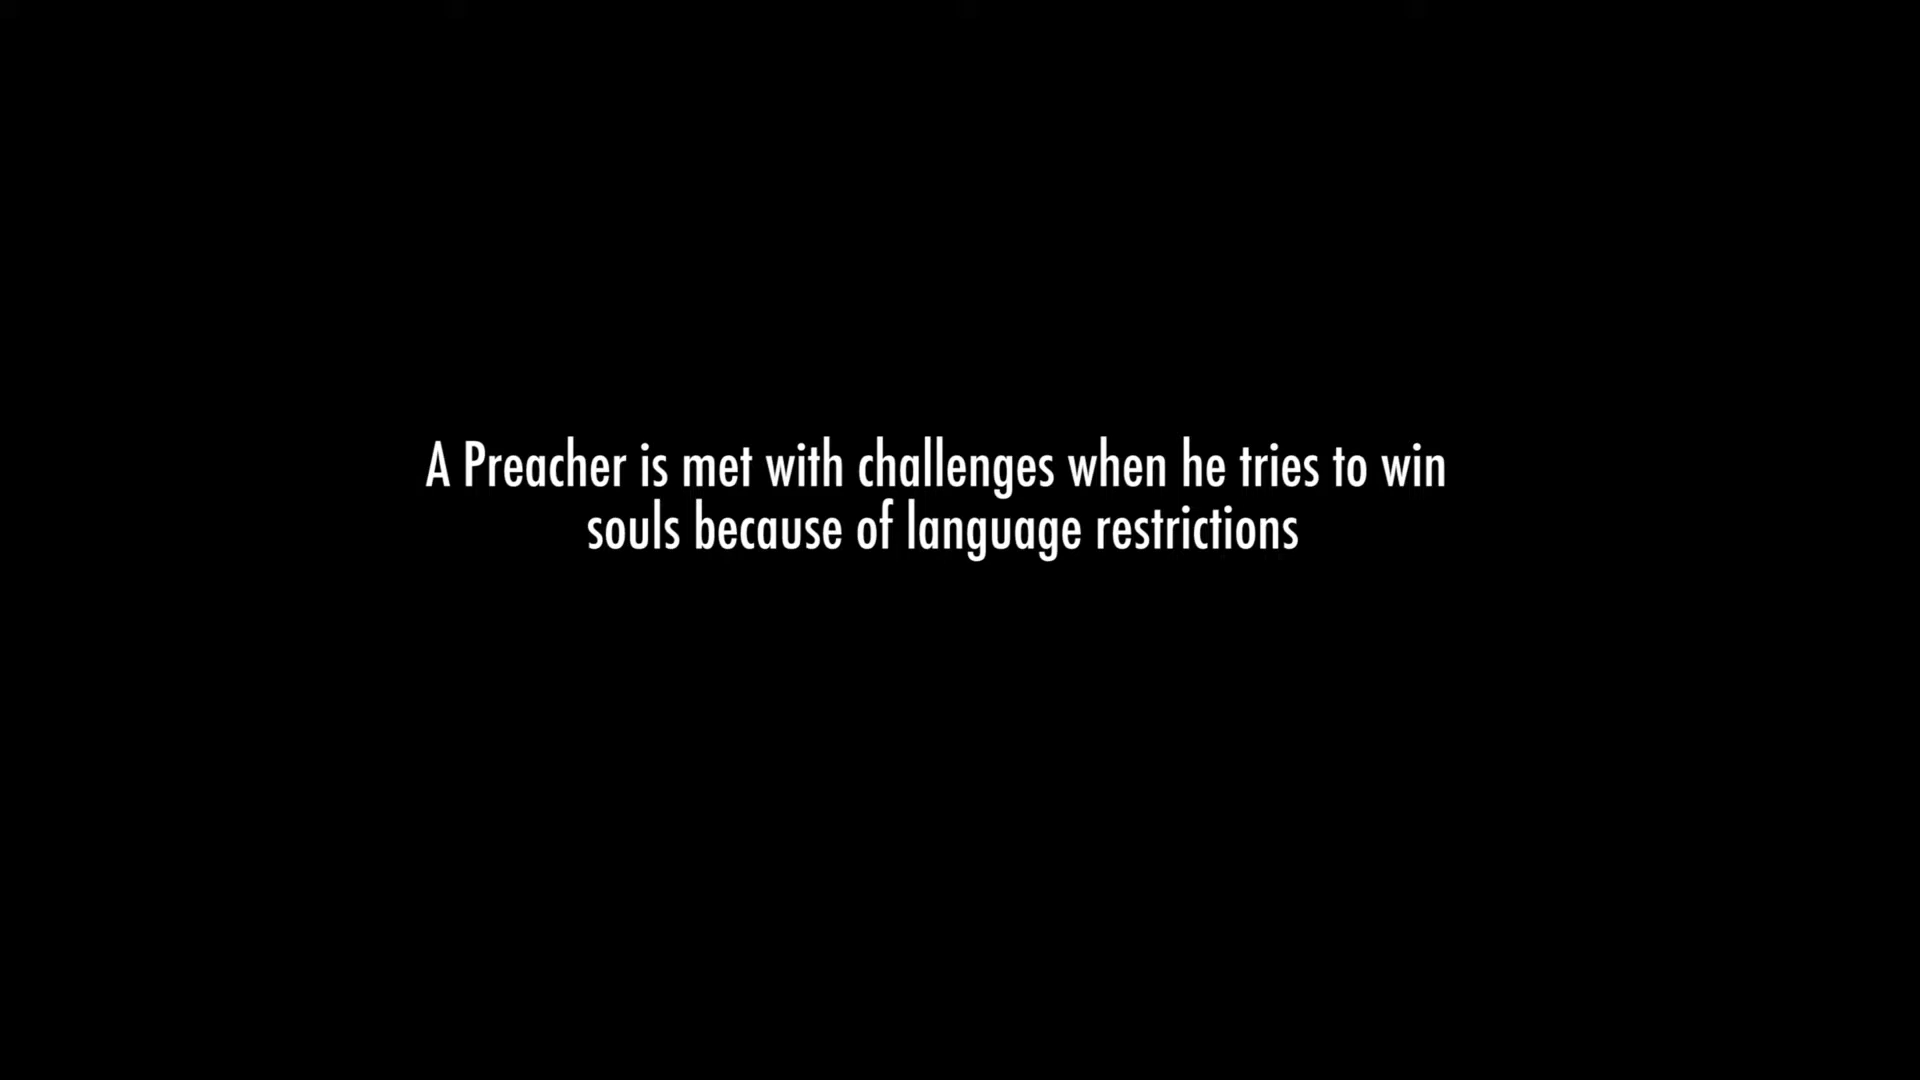 A Preacher is met with challenges when he tries to win
souls because of language restrictions